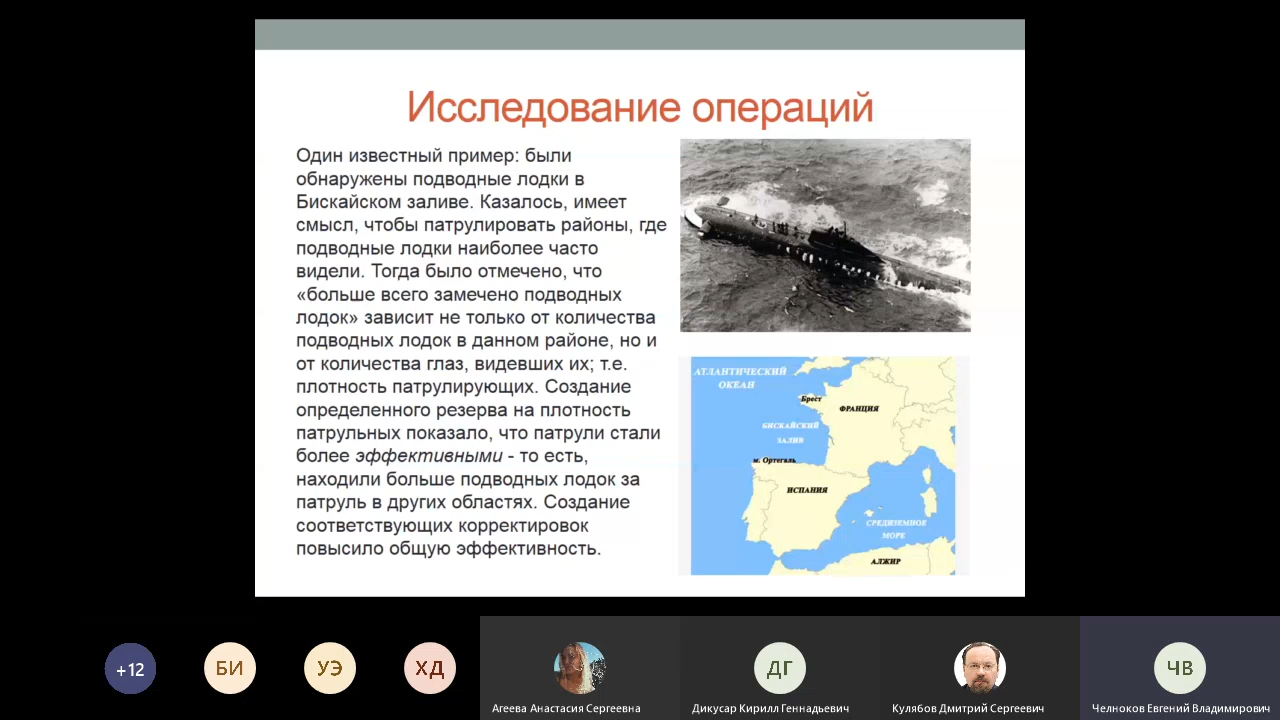 Исследование операций
Один известный пример: были
обнаружены подводные лодки в
Бискайском заливе. Казалось, имеет
смысл, чтобы патрулировать районы, где
подводные лодки наиболее часто
видели. Тогда было отмечено, что
«больше всего замечено подводных
лодок» зависит не только от количества
подводных лодок в данном районе, но и
от количества глаз, видевших их; т.е.
плотность патрулирующих. Создание
определенного резерва на плотность
патрульных показало, что патрули стали
более эффективными - то есть,
находили больше подводных лодок за
патруль в других областях. Создание
соответствующих корректировок
повысило общую эффективность.
АТЛАНТИЧЕСКИЙ
ОКЕАН
Брест
ФРАНЦИЯ
БИСКАЙСКИЙ
ЗАЛИВ
м. Ортегаль
ИСПАНИЯ
СРЕДИЗЕМНОЕ
МОРЕ
АЛЖИР
+12
БИ
УЭ
ХД
ДГ
ЧВ
Агеева Анастасия Сергеевна
Дикусар Кирилл Геннадьевич
Кулябов Дмитрий Сергеевич
Челноков Евгений Владимирович